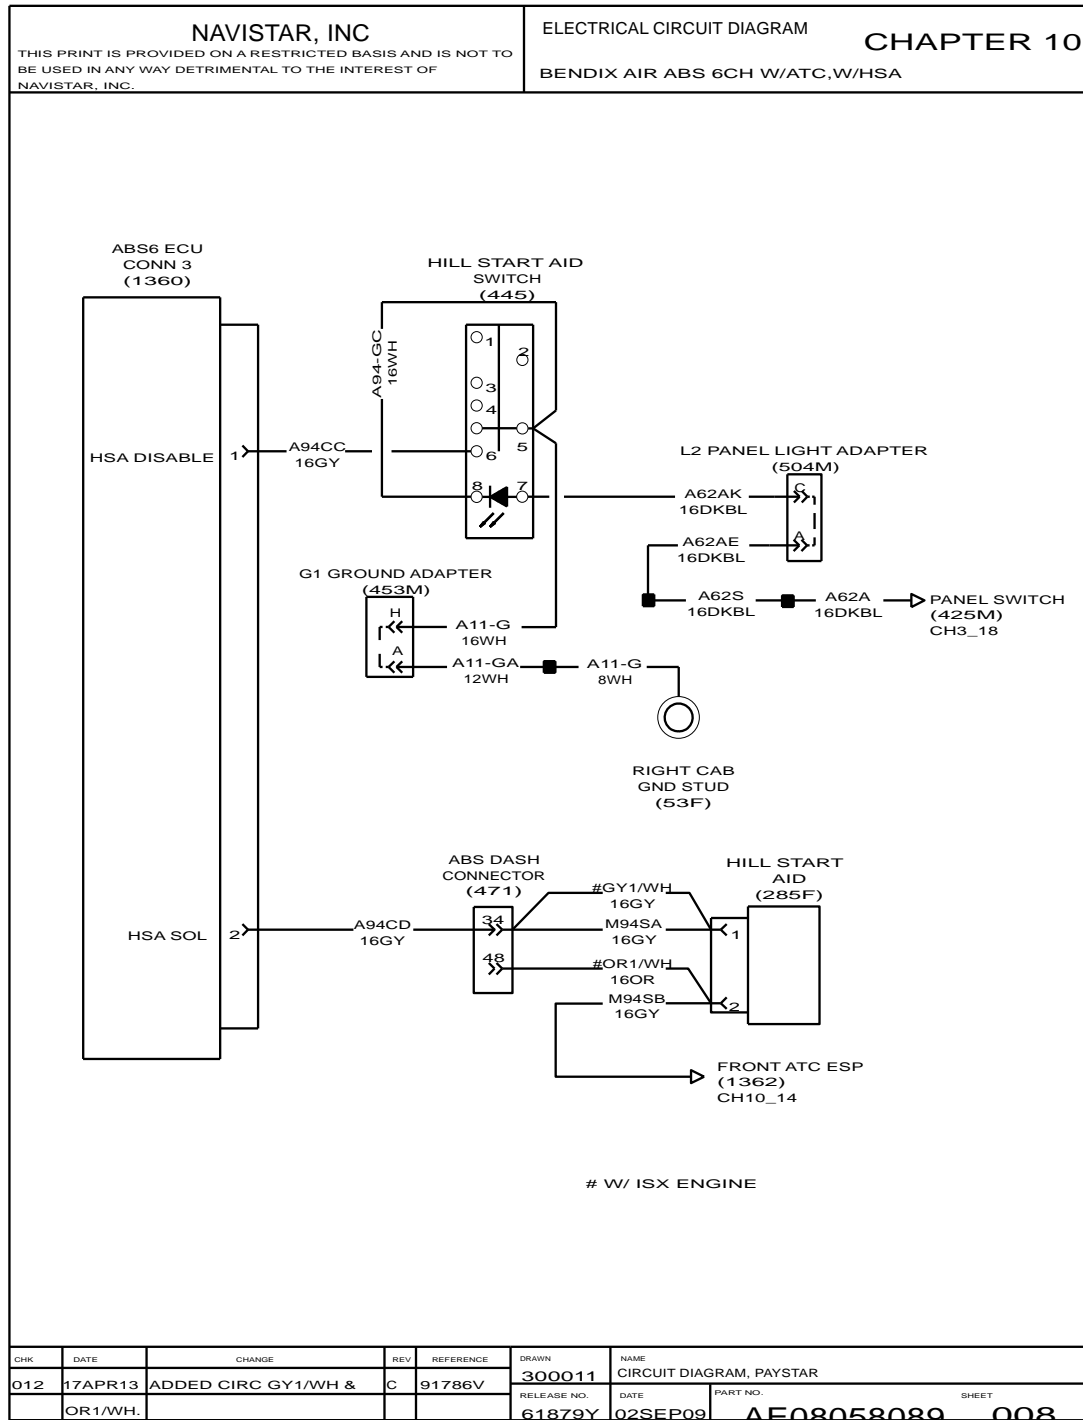 NAVISTAR, INC
THIS PRINT IS PROVIDED ON A RESTRICTED BASIS AND IS NOT TO
BE USED IN ANY WAY DETRIMENTAL TO THE INTEREST OF
NAVISTAR, INC.
ELECTRICAL CIRCUIT DIAGRAM
CHAPTER 10
BENDIX AIR ABS 6CH W/ATC,W/HSA
ABS6 ECU
CONN 3
(1360)
HILL START AID
SWITCH
(445)
A94-GC
16WH
1
2
3
4
5
6
8
7
HSA DISABLE
1
A94CC
16GY
L2 PANEL LIGHT ADAPTER
(504M)
C
A62AK
16DKBL
A
A62AE
16DKBL
A62S
16DKBL
A62A
16DKBL
PANEL SWITCH
(425M)
CH3_18
G1 GROUND ADAPTER
(453M)
H
A11-G
16WH
A
A11-GA
12WH
A11-G
8WH
RIGHT CAB
GND STUD
(53F)
ABS DASH
CONNECTOR
(471)
HILL START
AID
(285F)
HSA SOL
2
A94CD
16GY
34
48
#GY1/WH
16GY
M94SA
16GY
#OR1/WH
16OR
M94SB
16GY
1
2
FRONT ATC ESP
(1362)
CH10_14
# W/ ISX ENGINE
CHK
DATE
CHANGE
REV
REFERENCE
012
17APR13
ADDED CIRC GY1/WH &
C
91786V
OR1/WH.
DRAWN
300011
NAME
CIRCUIT DIAGRAM, PAYSTAR
RELEASE NO.
61879Y
DATE
02SEP09
PART NO.
AE08058089
SHEET
008